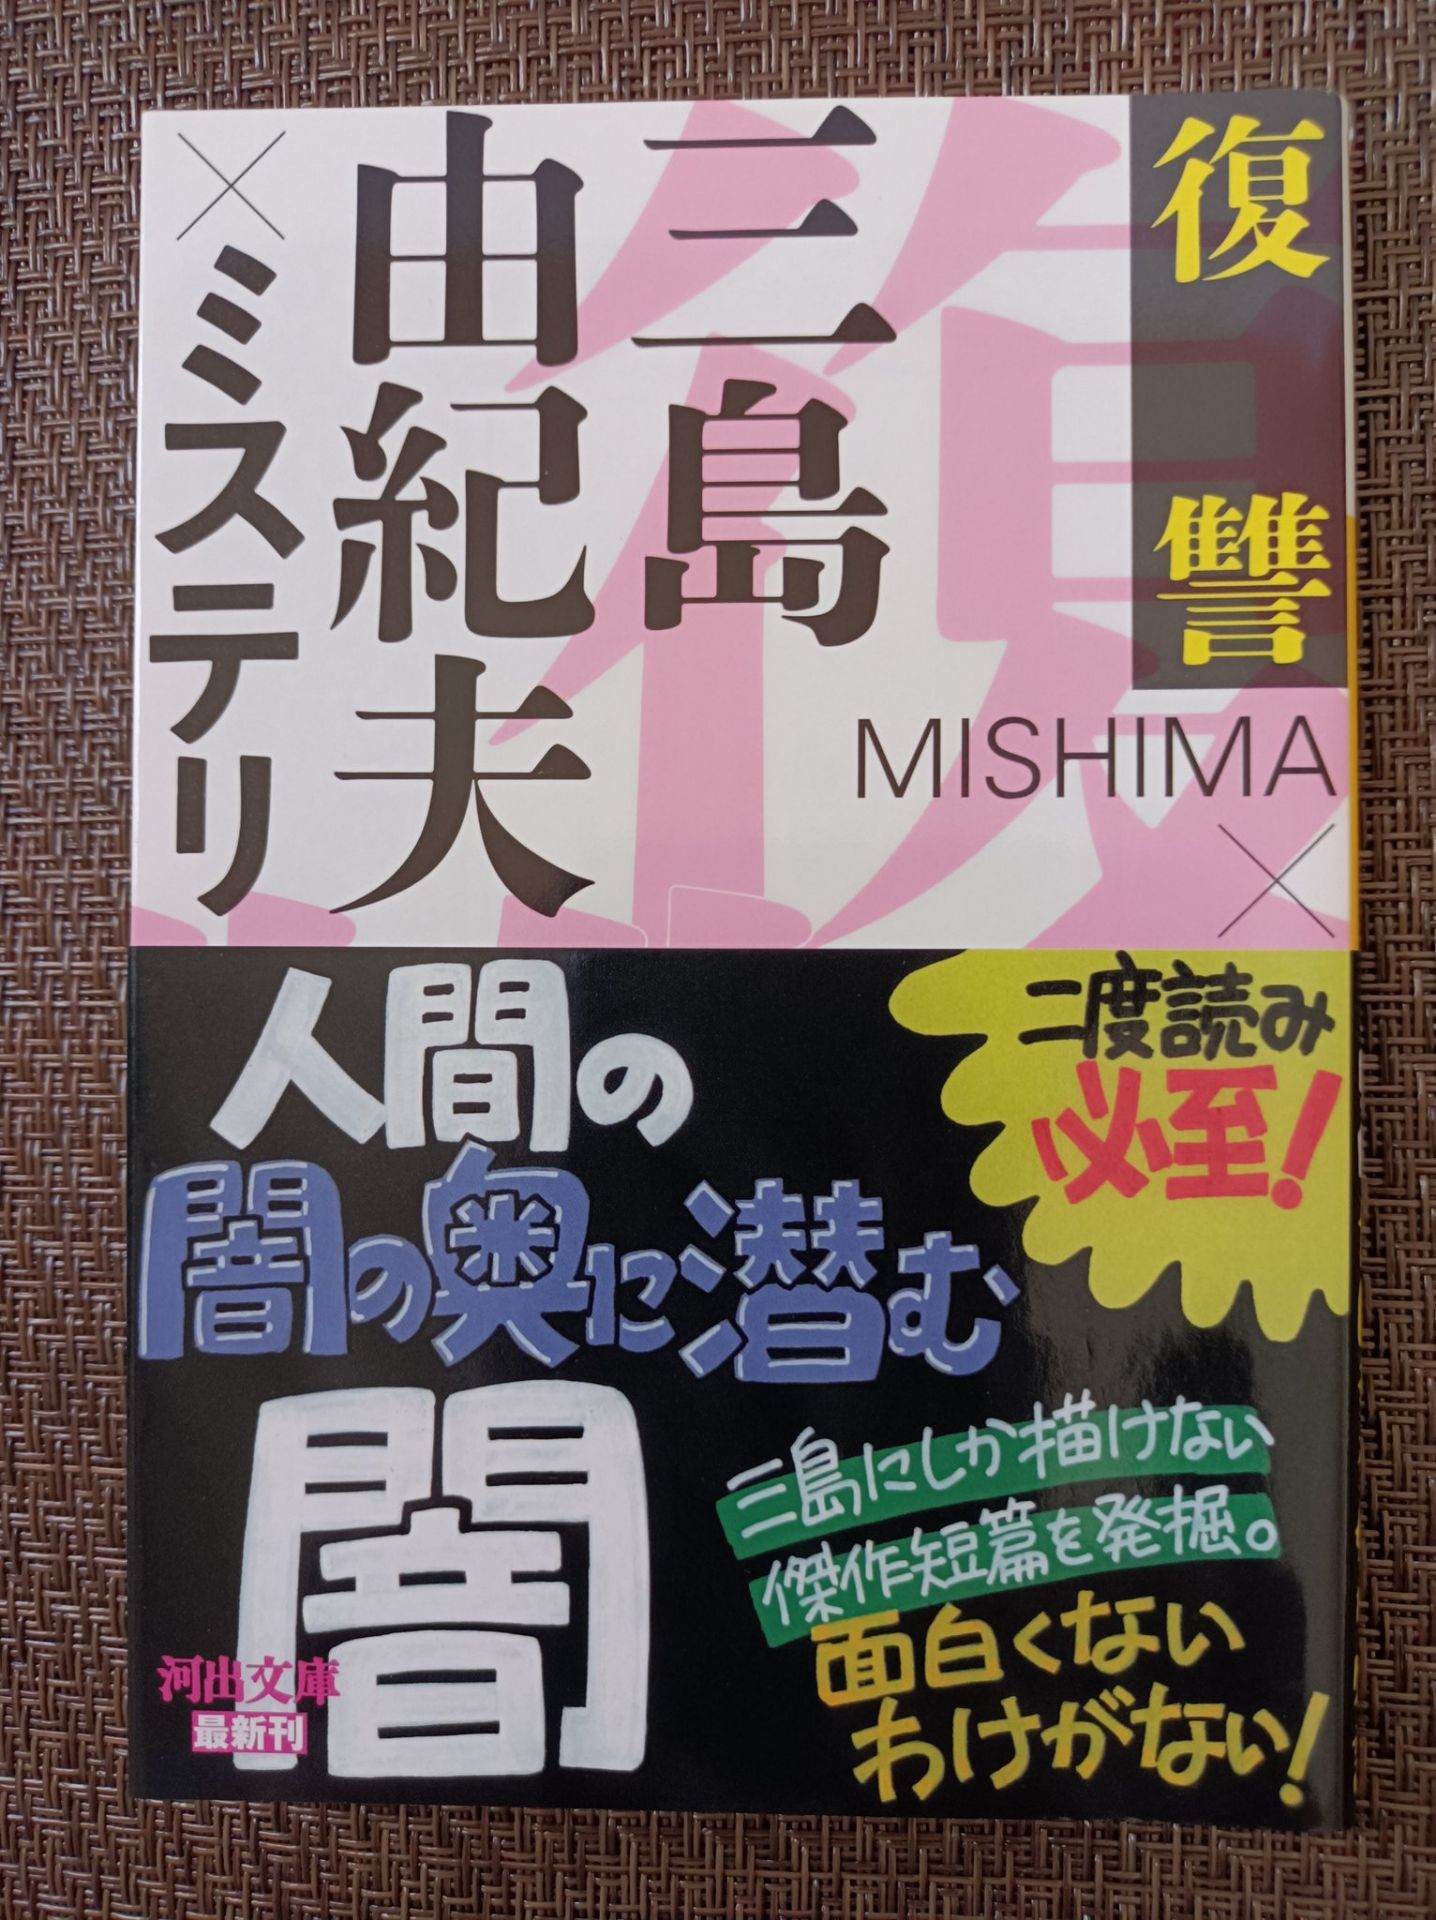 復讐
MISHIMA
×
三島
由紀夫
×ミステリ
二度読み
必至!
人間の
闇の奥に潜む
闇
三島にしか描けない
傑作短篇を発掘。
面白くない
わけがない!
河出文庫
最新刊